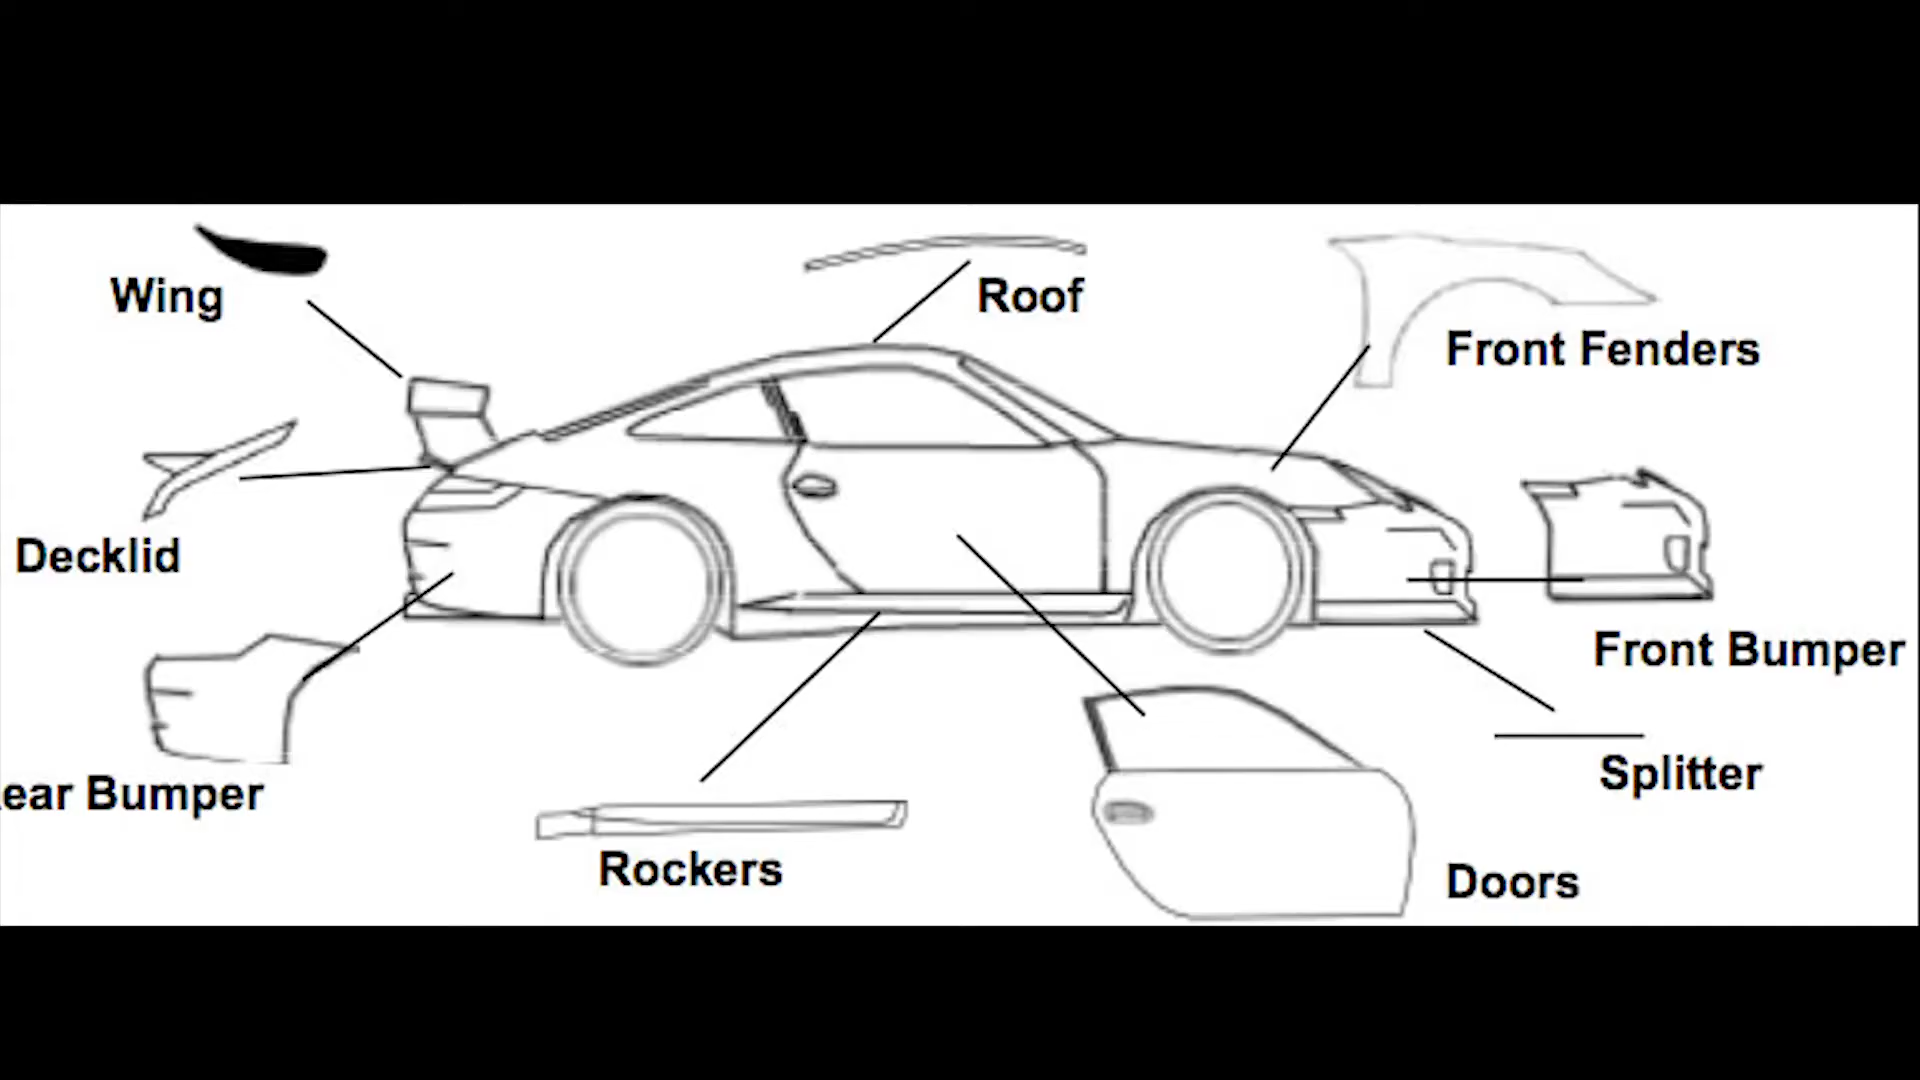 Wing
Roof
Front Fenders
Decklid
Front Bumper
ear Bumper
Splitter
Rockers
Doors